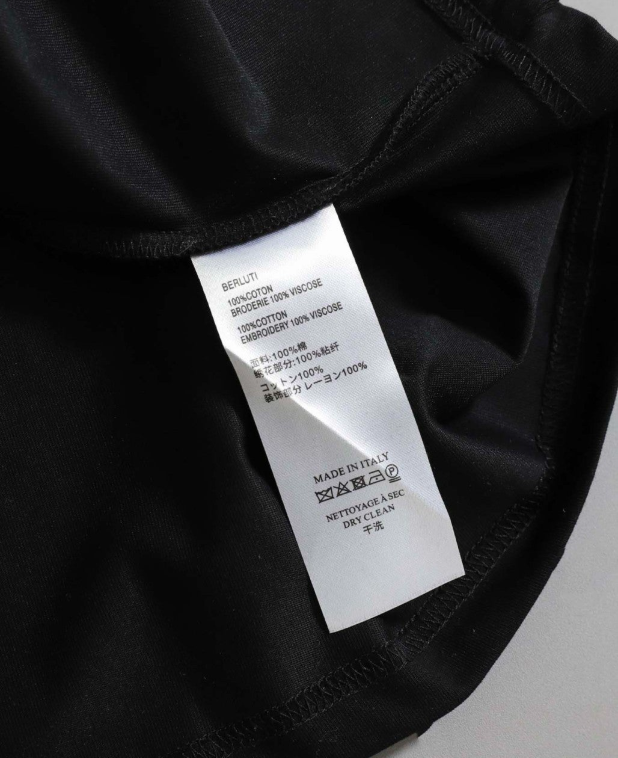 BERLUTI
100%COTON
BRODERIE 100% VISCOSE
100%COTTON
EMBROIDERY 100% VISCOSE
面料:100%棉
绣花部分:100%粘纤
コットン100%
装飾部分 レーヨン100%
MADE IN ITALY
P
NETTOYAGE À SEC
DRY CLEAN
干洗